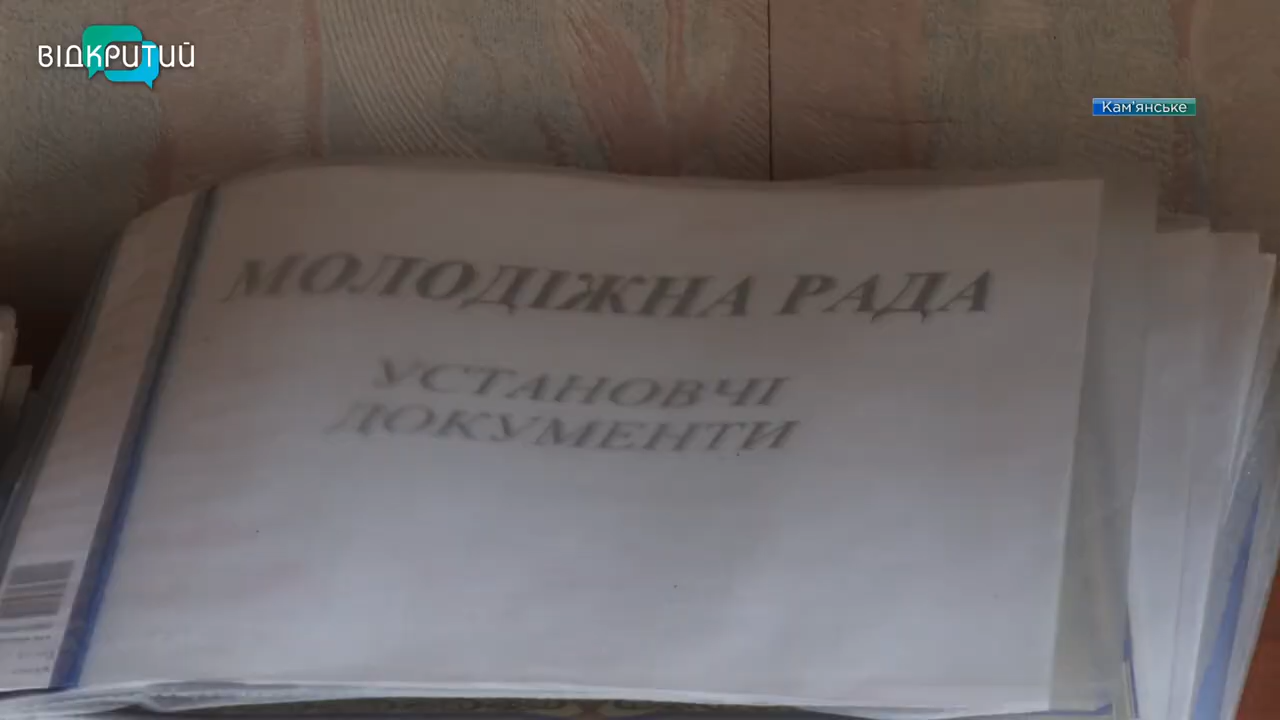 ВІДКРИТИЙ
Кам'янське
МОЛОДІЖНА РАДА
УСТАНОВЧІ
ДОКУМЕНТИ